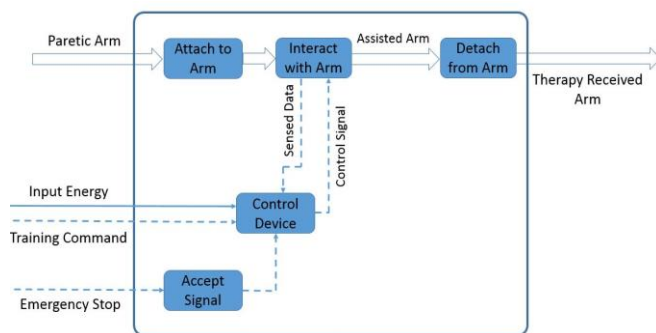 Paretic Arm
Attach to
Arm
Interact
with Arm
Assisted Arm
Detach
from Arm
Therapy Received
Arm
Sensed Data
Control Signal
Input Energy
Training Command
Control
Device
Emergency Stop
Accept
Signal